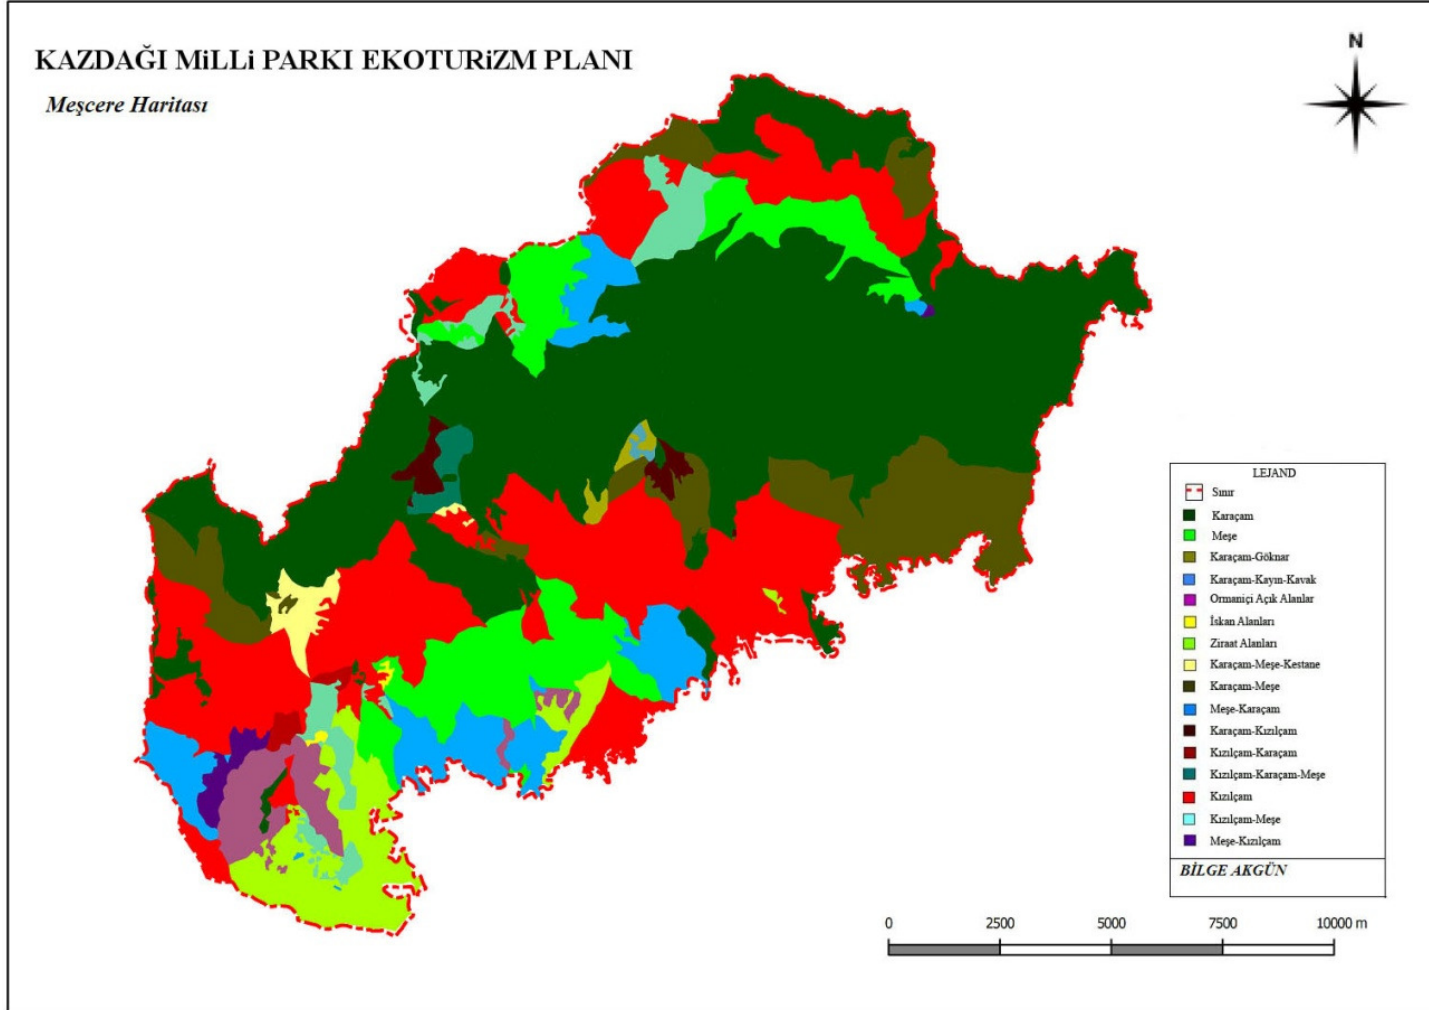 KAZDAĞI MiLLi PARKI EKOTURiZM PLANI
Meşcere Haritası
N
LEJAND
Sınır
Karaçam
Meşe
Karaçam-Göknar
Karaçam-Kayın-Kavak
Ormaniçi Açık Alanlar
İskan Alanları
Ziraat Alanları
Karaçam-Meşe-Kestane
Karaçam-Meşe
Meşe-Karaçam
Karaçam-Kızılçam
Kızılçam-Karaçam
Kızılçam-Karaçam-Meşe
Kızılçam
Kızılçam-Meşe
Meşe-Kızılçam
BİLGE AKGÜN
0 2500 5000 7500 10000 m